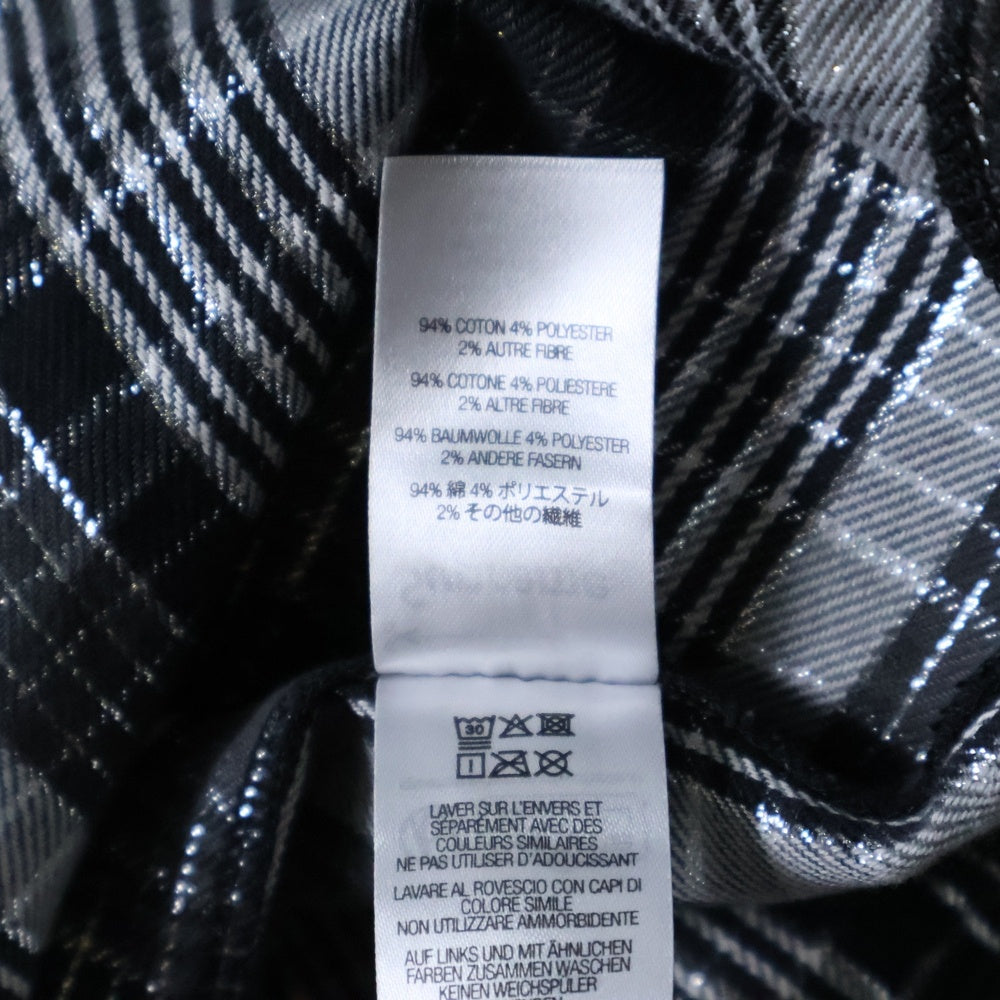 94% COTON 4% POLYESTER
2% AUTRE FIBRE
94% COTONE 4% POLIESTERE
2% ALTRE FIBRE
94% BAUMWOLLE 4% POLYESTER
2% ANDERE FASERN
94% 綿 4% ポリエステル
2% その他の繊維
30
LAVER SUR L'ENVERS ET
SÉPARÉMENT AVEC DES
COULEURS SIMILAIRES
NE PAS UTILISER D'ADOUCISSANT
LAVARE AL ROVESCIO CON CAPI DI
COLORE SIMILE
NON UTILIZZARE AMMORBIDENTE
AUF LINKS UND MIT ÄHNLICHEN
FARBEN ZUSAMMEN WASCHEN
KEINEN WEICHSPÜLER